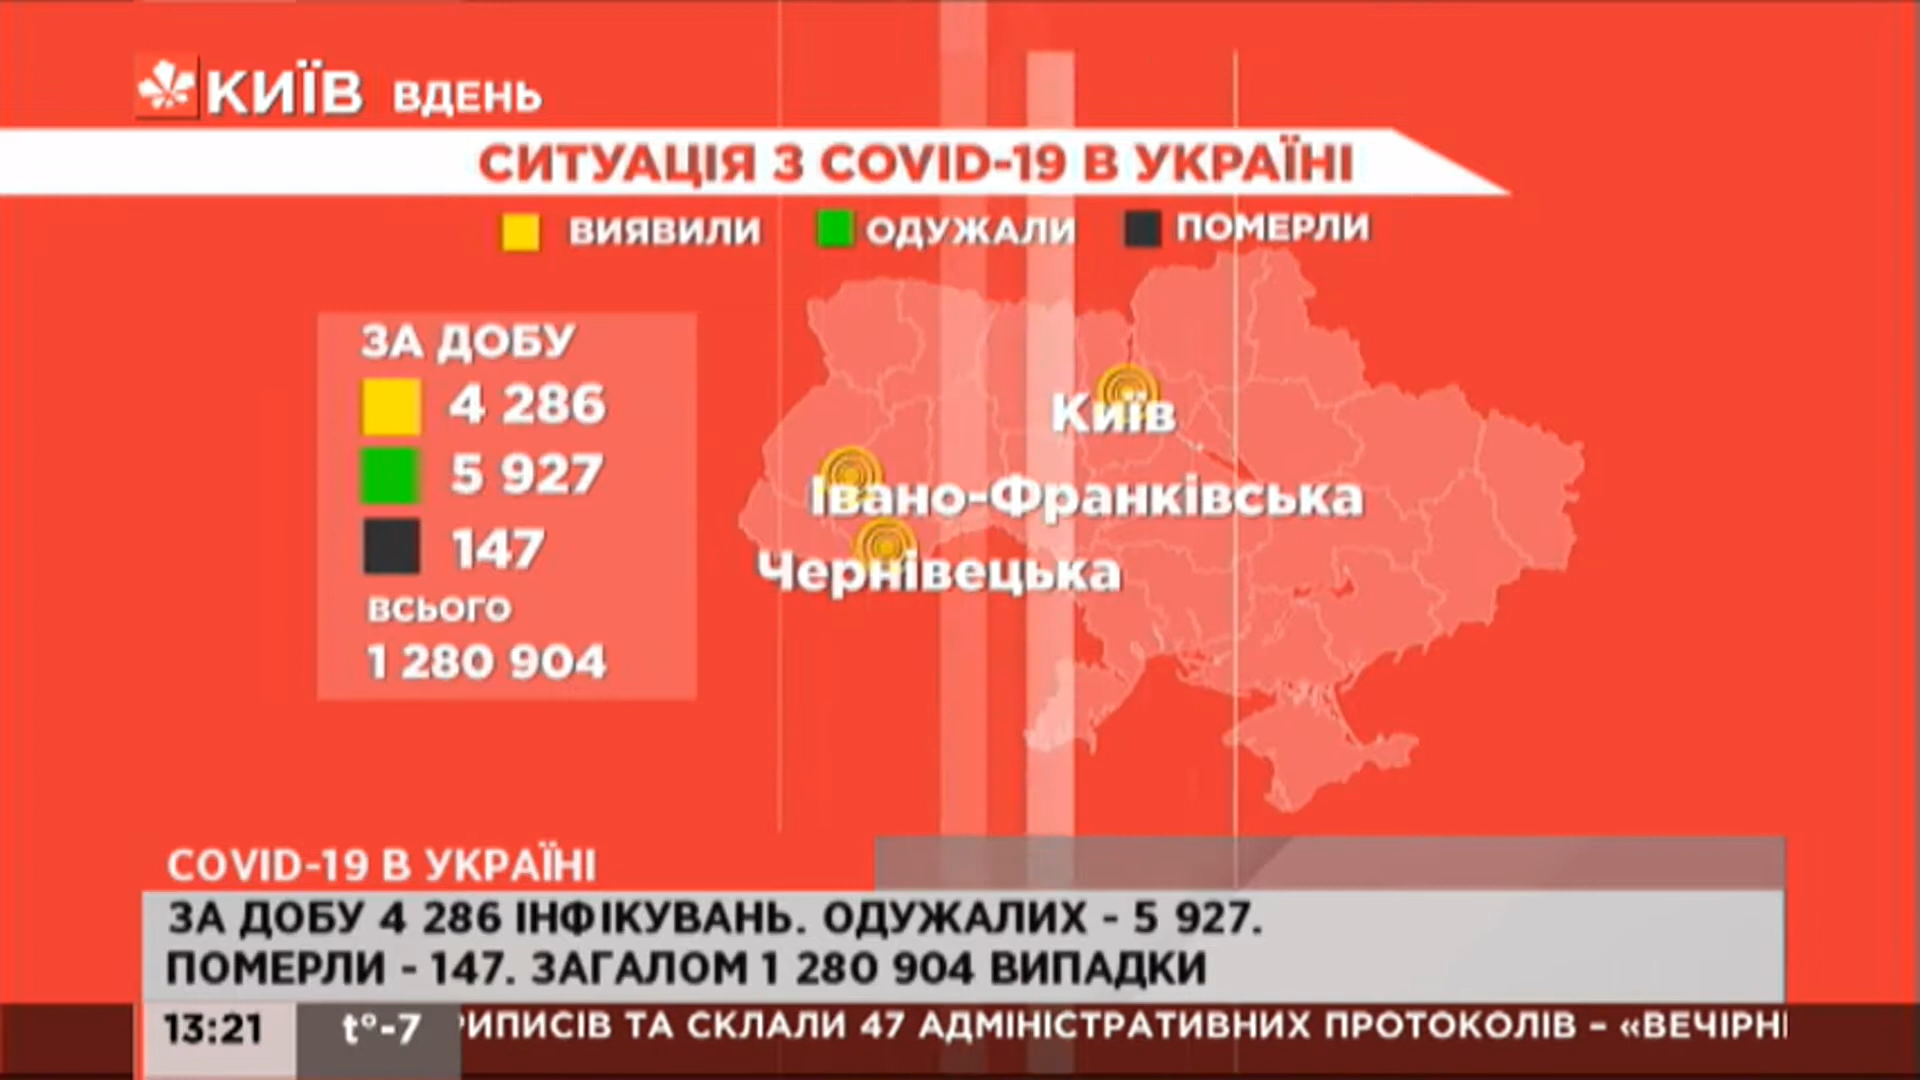 КИЇВ ВДЕНЬ
СИТУАЦІЯ З COVID-19 В УКРАЇНІ
ВИЯВИЛИ ОДУЖАЛИ ПОМЕРЛИ
ЗА ДОБУ
4 286
5 927
147
ВСЬОГО
1 280 904
Київ
Івано-Франківська
Чернівецька
COVID-19 В УКРАЇНІ
ЗА ДОБУ 4 286 ІНФІКУВАНЬ. ОДУЖАЛИХ - 5 927.
ПОМЕРЛИ - 147. ЗАГАЛОМ 1 280 904 ВИПАДКИ
13:21 t°-7 ТА СКЛАЛИ 47 АДМІНІСТРАТИВНИХ ПРОТОКОЛІВ –